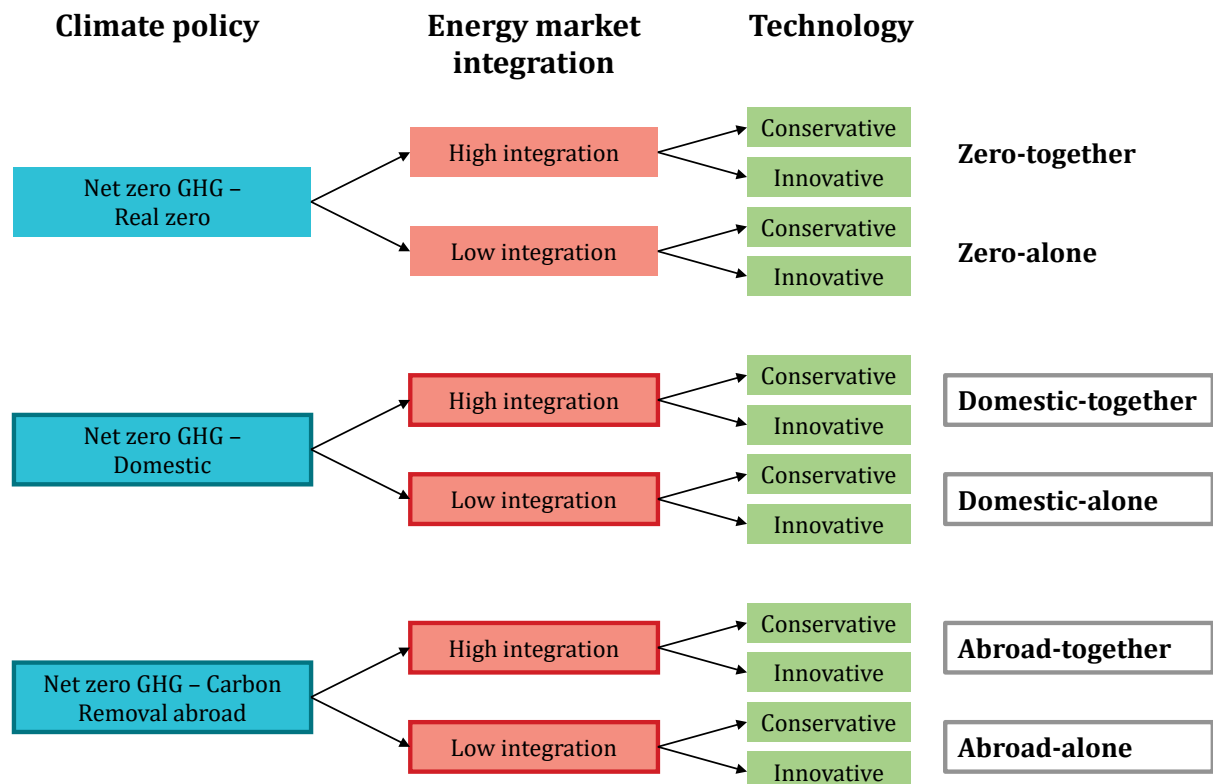 Climate policy
Energy market
integration
Technology
Net zero GHG –
Real zero
High integration
Conservative
Innovative
Zero-together
Low integration
Conservative
Innovative
Zero-alone
Net zero GHG –
Domestic
High integration
Conservative
Innovative
Domestic-together
Low integration
Conservative
Innovative
Domestic-alone
Net zero GHG – Carbon
Removal abroad
High integration
Conservative
Innovative
Abroad-together
Low integration
Conservative
Innovative
Abroad-alone